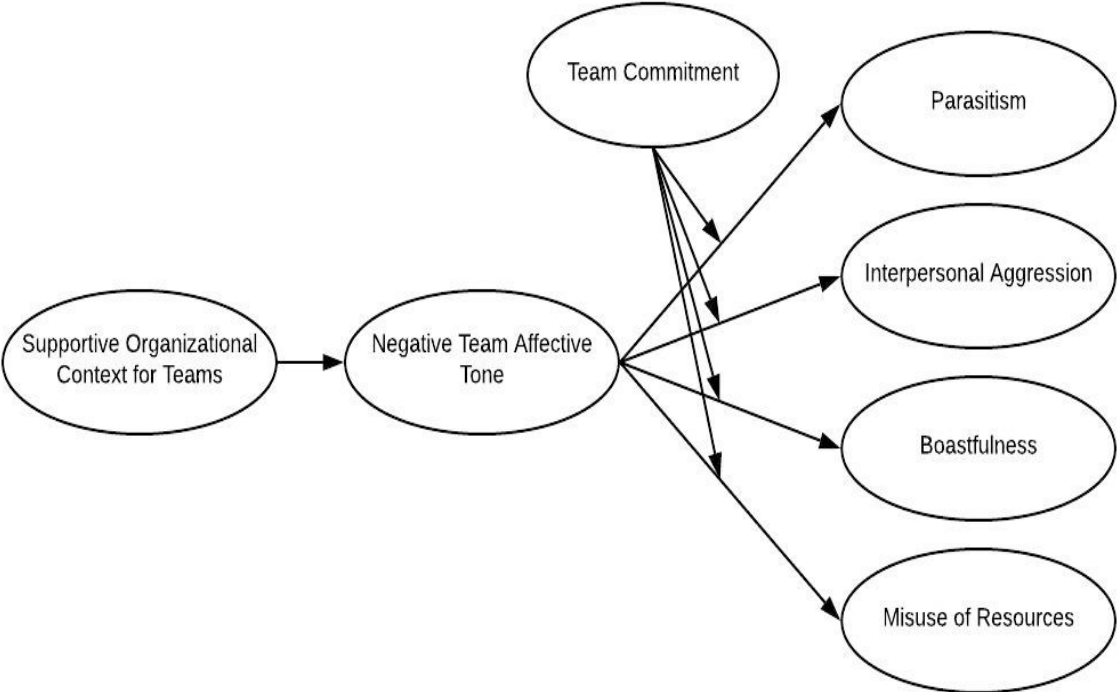 Team Commitment
Parasitism
Interpersonal Aggression
Supportive Organizational
Context for Teams
Negative Team Affective
Tone
Boastfulness
Misuse of Resources